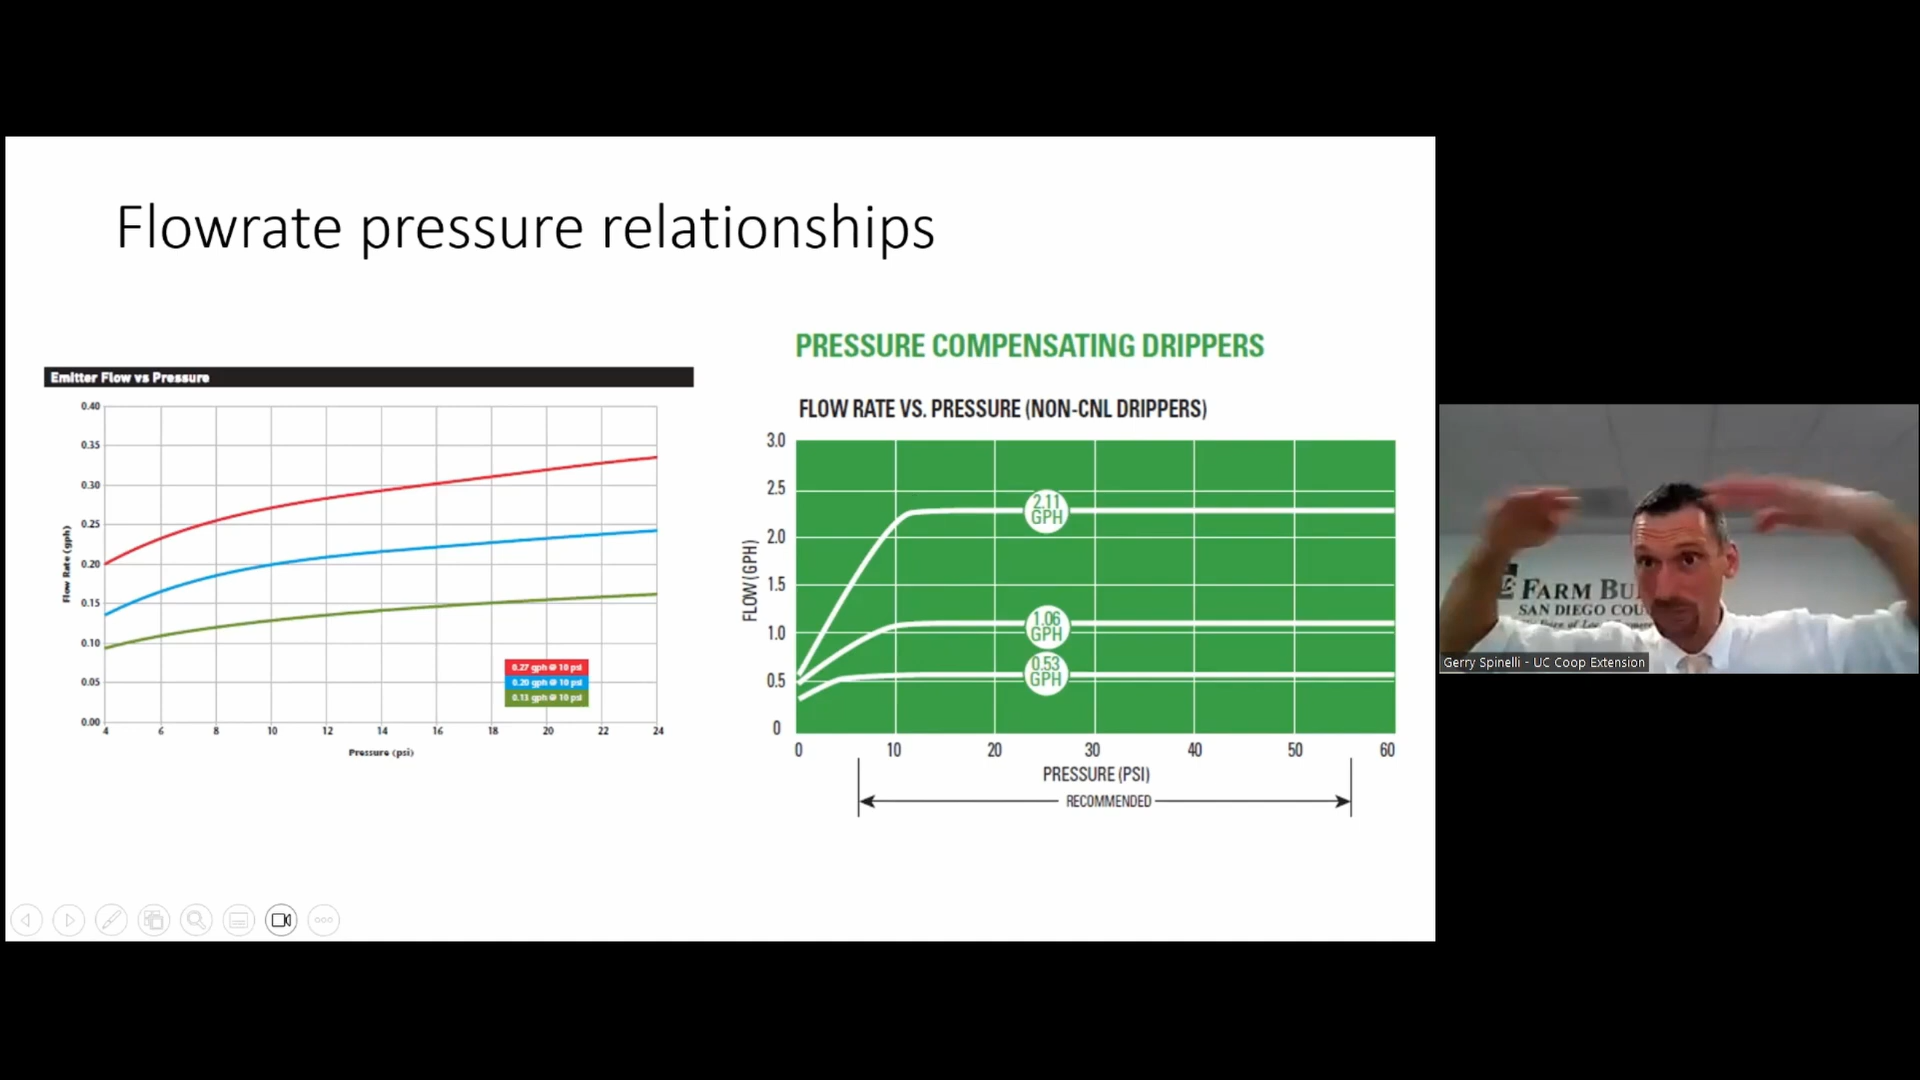 Flowrate pressure relationships
Emitter Flow vs Pressure
0.40
0.35
0.30
0.25
0.20
0.15
0.10
0.05
0.00
Flow Rate (gph)
4 6 8 10 12 14 16 18 20 22 24
Pressure (psi)
0.27 gph @ 10 psi
0.20 gph @ 10 psi
0.13 gph @ 10 psi
PRESSURE COMPENSATING DRIPPERS
FLOW RATE VS. PRESSURE (NON-CNL DRIPPERS)
3.0
2.5
2.0
1.5
1.0
0.5
0
FLOW (GPH)
2.11
GPH
1.06
GPH
0.53
GPH
0 10 20 30 40 50 60
PRESSURE (PSI)
RECOMMENDED
FARM BU
SAN DIEGO COU
Gerry Spinelli - UC Coop Extension